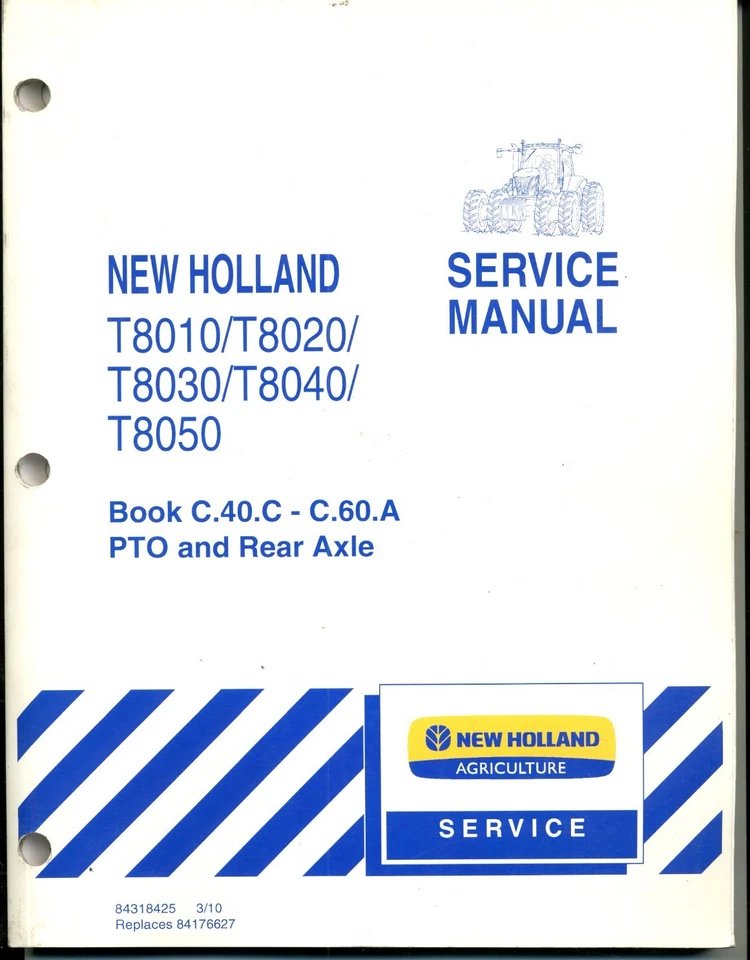 NEW HOLLAND
T8010/T8020/
T8030/T8040/
T8050
SERVICE
MANUAL
Book C.40.C - C.60.A
PTO and Rear Axle
NEW HOLLAND
AGRICULTURE
SERVICE
84318425 3/10
Replaces 84176627